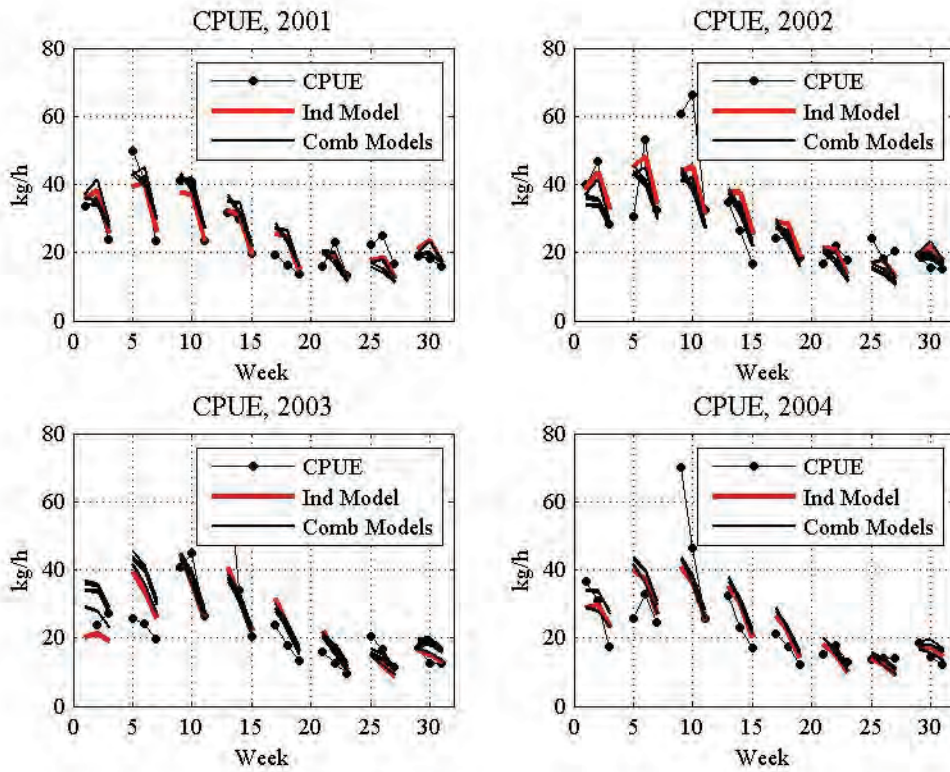 CPUE, 2001
80
60
40
20
0
kg/h
CPUE
Ind Model
Comb Models
0 5 10 15 20 25 30
Week
CPUE, 2002
80
60
40
20
0
kg/h
CPUE
Ind Model
Comb Models
0 5 10 15 20 25 30
Week
CPUE, 2003
80
60
40
20
0
kg/h
CPUE
Ind Model
Comb Models
0 5 10 15 20 25 30
Week
CPUE, 2004
80
60
40
20
0
kg/h
CPUE
Ind Model
Comb Models
0 5 10 15 20 25 30
Week